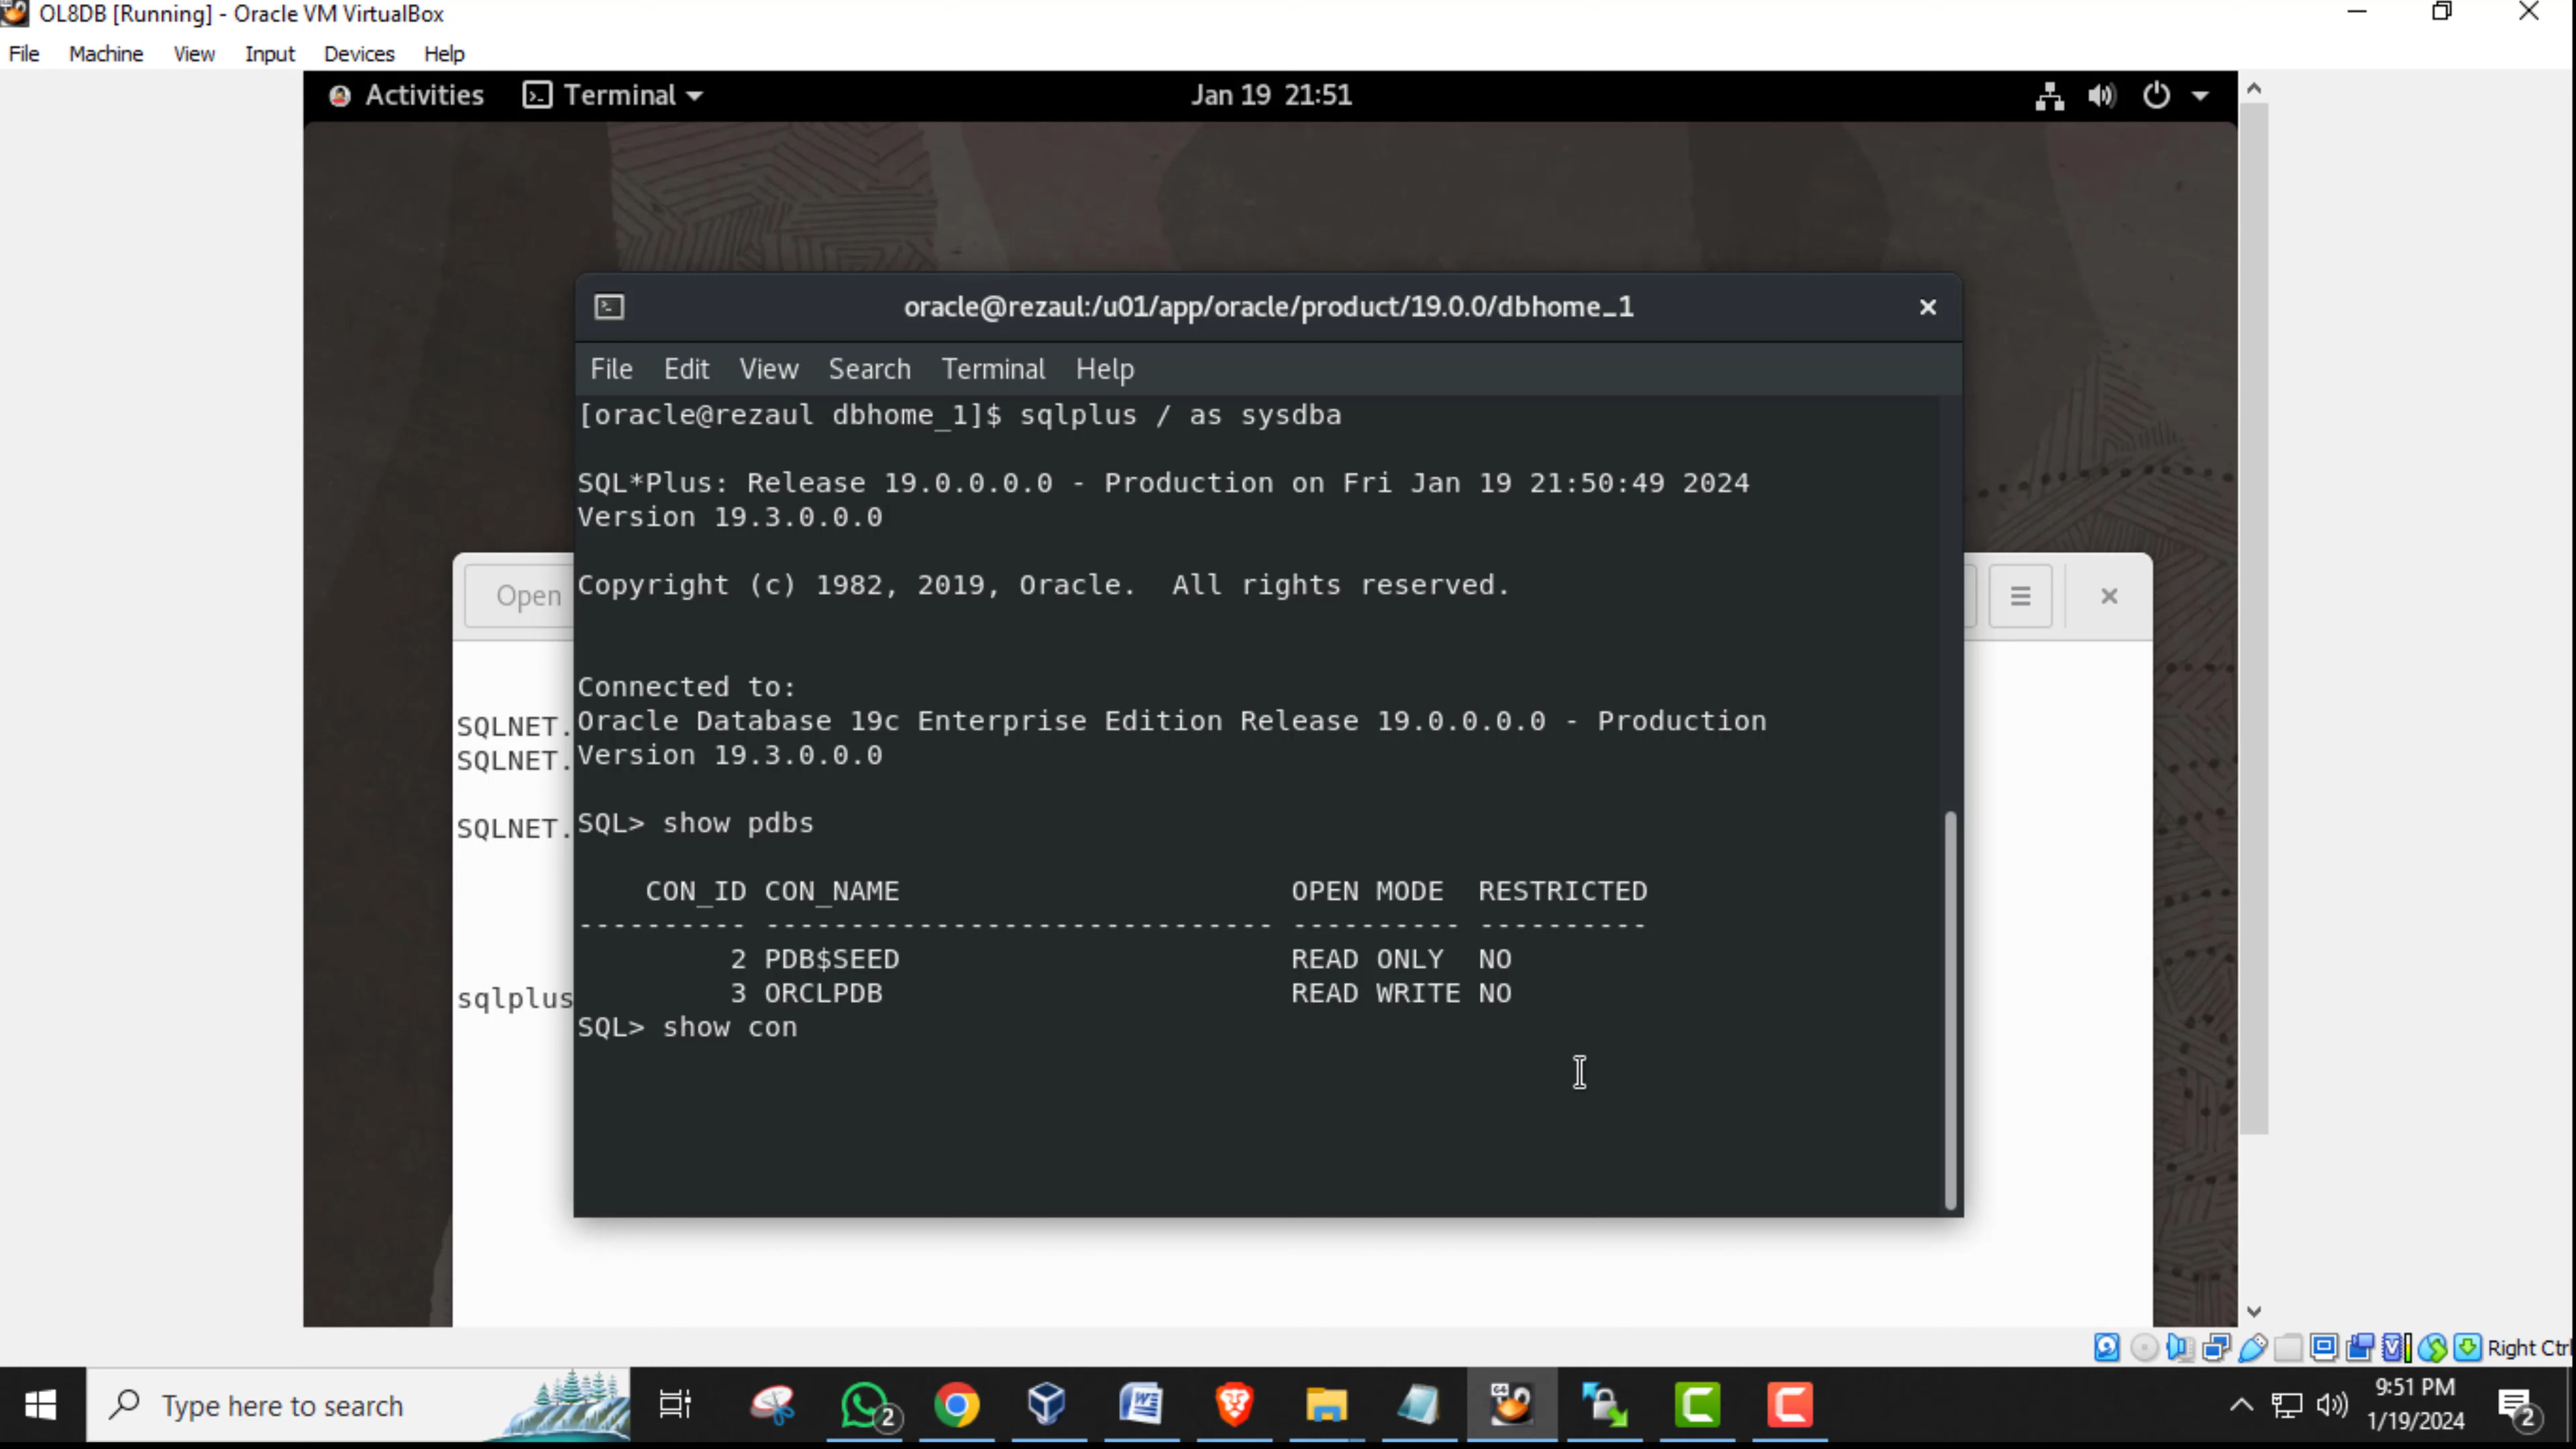 OL8DB [Running] - Oracle VM VirtualBox
File Machine View Input Devices Help
Activities Terminal Jan 19 21:51
oracle@rezaul:/u01/app/oracle/product/19.0.0/dbhome_1
File Edit View Search Terminal Help
[oracle@rezaul dbhome_1]$ sqlplus / as sysdba
SQL*Plus: Release 19.0.0.0.0 - Production on Fri Jan 19 21:50:49 2024
Version 19.3.0.0.0
Copyright (c) 1982, 2019, Oracle.  All rights reserved.
Connected to:
Oracle Database 19c Enterprise Edition Release 19.0.0.0.0 - Production
Version 19.3.0.0.0
SQL> show pdbs
CON_ID CON_NAME OPEN MODE RESTRICTED
---------- ------------------------------ ---------- ----------
2 PDB$SEED READ ONLY NO
3 ORCLPDB READ WRITE NO
SQL> show con
Open
SQLNET.
SQLNET.
SQLNET.
sqlplus
Right Ctrl
Type here to search
2
64
9:51 PM
1/19/2024
2